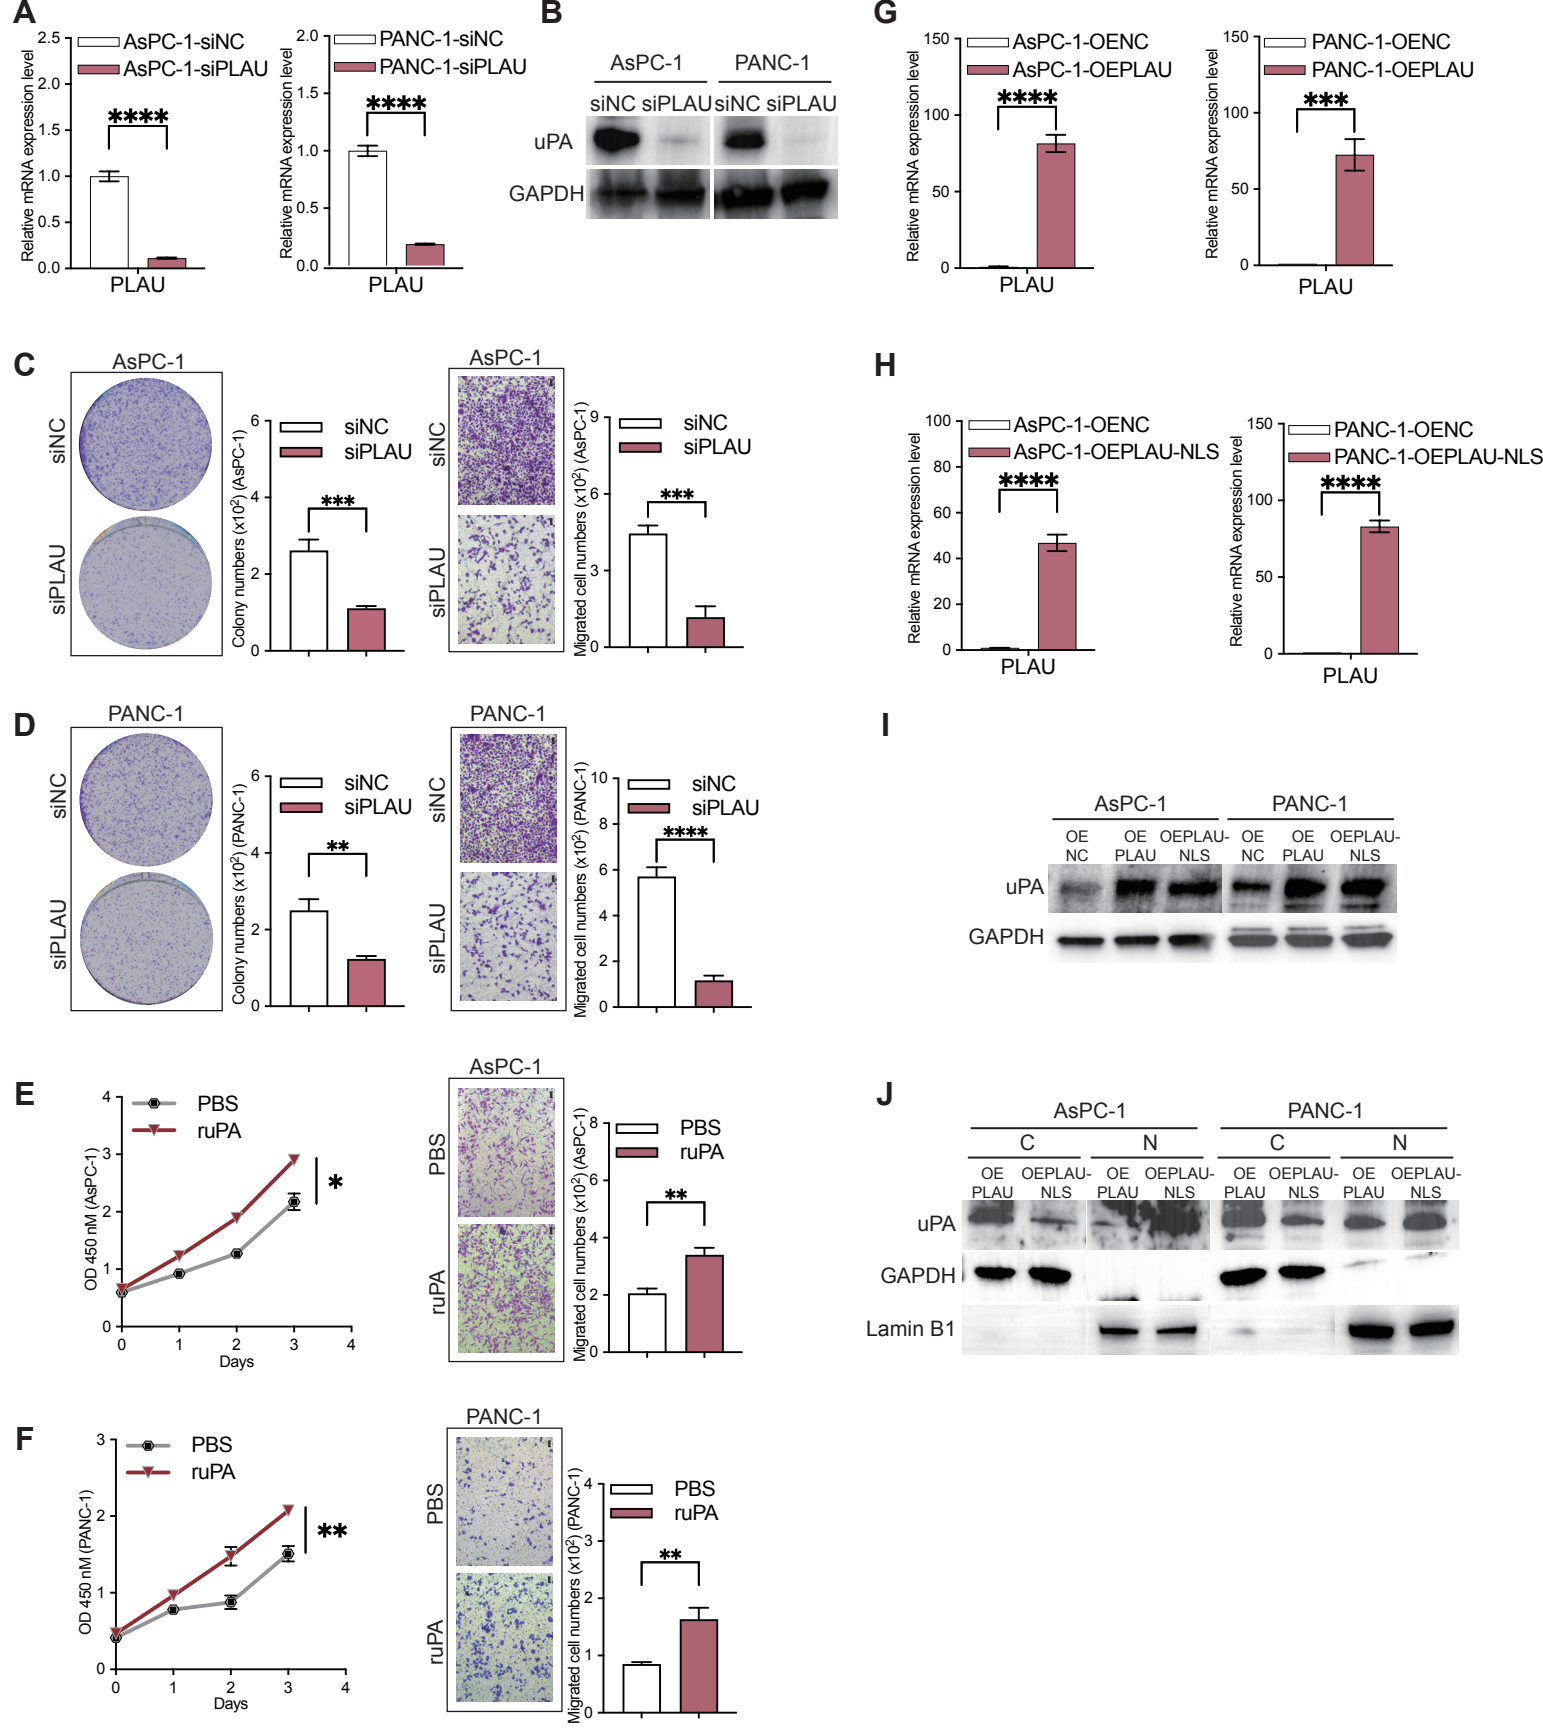 A
2.5
2.0
1.5
1.0
0.5
0.0
Relative mRNA expression level
AsPC-1-siNC
AsPC-1-siPLAU
****
PLAU
2.0
1.5
1.0
0.5
0.0
Relative mRNA expression level
PANC-1-siNC
PANC-1-siPLAU
****
PLAU
B
AsPC-1 PANC-1
siNC siPLAU siNC siPLAU
uPA
GAPDH
C
AsPC-1
siNC
siPLAU
6
4
2
0
Colony numbers (x10²) (AsPC-1)
siNC
siPLAU
***
AsPC-1
siNC
siPLAU
9
6
3
0
Migrated cell numbers (x10²) (AsPC-1)
siNC
siPLAU
***
D
PANC-1
siNC
siPLAU
6
4
2
0
Colony numbers (x10²) (PANC-1)
siNC
siPLAU
**
PANC-1
siNC
siPLAU
10
8
6
4
2
0
Migrated cell numbers (x10²) (PANC-1)
siNC
siPLAU
****
E
4
3
2
1
0
OD 450 nM (AsPC-1)
PBS
ruPA
*
0 1 2 3 4
Days
AsPC-1
PBS
ruPA
8
6
4
2
0
Migrated cell numbers (x10²) (AsPC-1)
PBS
ruPA
**
F
3
2
1
0
OD 450 nM (PANC-1)
PBS
ruPA
**
0 1 2 3 4
Days
PANC-1
PBS
ruPA
4
3
2
1
0
Migrated cell numbers (x10²) (PANC-1)
PBS
ruPA
**
G
150
100
50
0
Relative mRNA expression level
AsPC-1-OENC
AsPC-1-OEPLAU
****
PLAU
150
100
50
0
Relative mRNA expression level
PANC-1-OENC
PANC-1-OEPLAU
***
PLAU
H
100
80
60
40
20
0
Relative mRNA expression level
AsPC-1-OENC
AsPC-1-OEPLAU-NLS
****
PLAU
150
100
50
0
Relative mRNA expression level
PANC-1-OENC
PANC-1-OEPLAU-NLS
****
PLAU
I
AsPC-1 PANC-1
OE OE OEPLAU- OE OE OEPLAU-
NC PLAU NLS NC PLAU NLS
uPA
GAPDH
J
AsPC-1 PANC-1
C N C N
OE OEPLAU- OE OEPLAU- OE OEPLAU- OE OEPLAU-
PLAU NLS PLAU NLS PLAU NLS PLAU NLS
uPA
GAPDH
Lamin B1